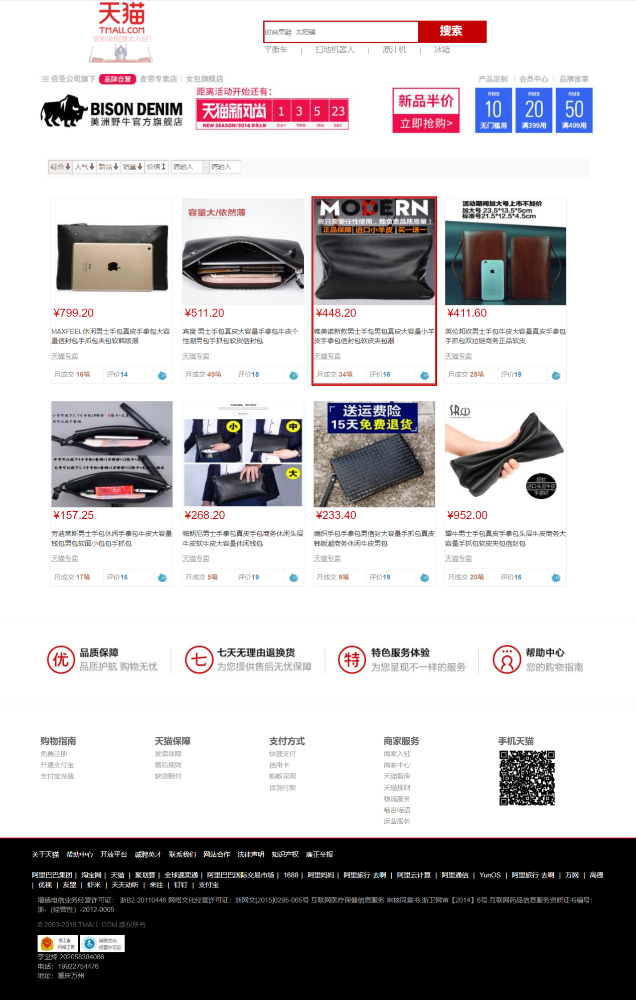 天猫
TMALL.COM
变形金刚盛大入驻!
时尚男鞋 太阳镜
搜索
平衡车 | 扫地机器人 | 原汁机 | 冰箱
佰圣公司旗下 品牌自营 皮带专卖店 | 女包旗舰店
产品定制 | 会员中心 | 品牌故事
BISON DENIM
美洲野牛官方旗舰店
距离活动开始还有:
天猫新风尚 1 3 5 23
NEW SEASON/2016 秋冬上新 DAY TIME MIN SEC
新品半价
立即抢购>
RMB RMB RMB
10 20 50
无门槛用 满399用 满499用
综合 人气 新品 销量 价格 请输入 - 请输入
容量大/依然薄
MODERN
你只需要任性使用，我负责品质质量！
正品保障 进口小羊皮 买一送一
活动期间加大号上市不加价
加大号 23.5*13.5*5cm
标准号21.5*12.5*4.5cm
¥799.20 ¥511.20 ¥448.20 ¥411.60
MAXFEEL休闲男士手包真皮手拿包大容
量信封包手抓包夹包软韩版潮
宾度 男士手包真皮大容量手拿包牛皮个
性潮男包手抓包软皮信封包
唯美诺新款男士手包男包真皮大容量小羊
皮手拿包信封包软皮夹包潮
英伦邦纹男士手包牛皮大容量真皮手拿包
手抓包双拉链商务正品软皮
天猫专卖 天猫专卖 天猫专卖 天猫专卖
月成交 16笔 评价14
月成交 49笔 评价18
月成交 34笔 评价16
月成交 25笔 评价19
不可以放下香烟
MODEL SHOW
小 中
大
送运费险
15天免费退货
超软
进口头层牛皮
手感好
¥157.25 ¥268.20 ¥233.40 ¥952.00
劳迪莱斯男士手包休闲手拿包牛皮大容量
钱包男包软面小包包手抓包
帕朗尼男士手拿包真皮手包商务休闲头层
牛皮软牛皮大容量休闲钱包
编织手包手拿包男信封大容量手抓包真皮
韩版潮商务休闲牛皮男包
犟牛男士手包真皮手拿包头层牛皮商务大
容量手抓包软皮夹包信封包
天猫专卖 天猫专卖 天猫专卖 天猫专卖
月成交 17笔 评价16
月成交 5笔 评价19
月成交 8笔 评价19
月成交 20笔 评价16
优 品质保障
品质护航 购物无忧
七 七天无理由退换货
为您提供售后无忧保障
特 特色服务体验
为您呈现不一样的服务
帮助中心
您的购物指南
购物指南
免费注册
开通支付宝
支付宝充值
天猫保障
发票保障
售后规则
缺货赔付
支付方式
快捷支付
信用卡
蚂蚁花呗
货到付款
商家服务
商家入驻
商家中心
天猫智库
天猫规则
物流服务
喵言喵语
运营服务
手机天猫
关于天猫 帮助中心 开放平台 诚聘英才 联系我们 网站合作 法律声明 知识产权 廉正举报
阿里巴巴集团 | 淘宝网 | 天猫 | 聚划算 | 全球速卖通 | 阿里巴巴国际交易市场 | 1688 | 阿里妈妈 | 阿里旅行·去啊 | 阿里云计算 | 阿里通信 | YunOS | 阿里旅行·去啊 | 万网 | 高德
| 优视 | 友盟 | 虾米 | 天天动听 | 来往 | 钉钉 | 支付宝
增值电信业务经营许可证： 浙B2-20110446 网络文化经营许可证：浙网文[2015]0295-065号 互联网医疗保健信息服务 审核同意书 浙卫网审【2014】6号 互联网药品信息服务资质证书编号：
浙-（经营性）-2012-0005
© 2003-2016 TMALL.COM 版权所有
浙江省
网络工商
网络文化
经营许可证
李堂烽 202058304066
电话：19922754476
地址：重庆万州